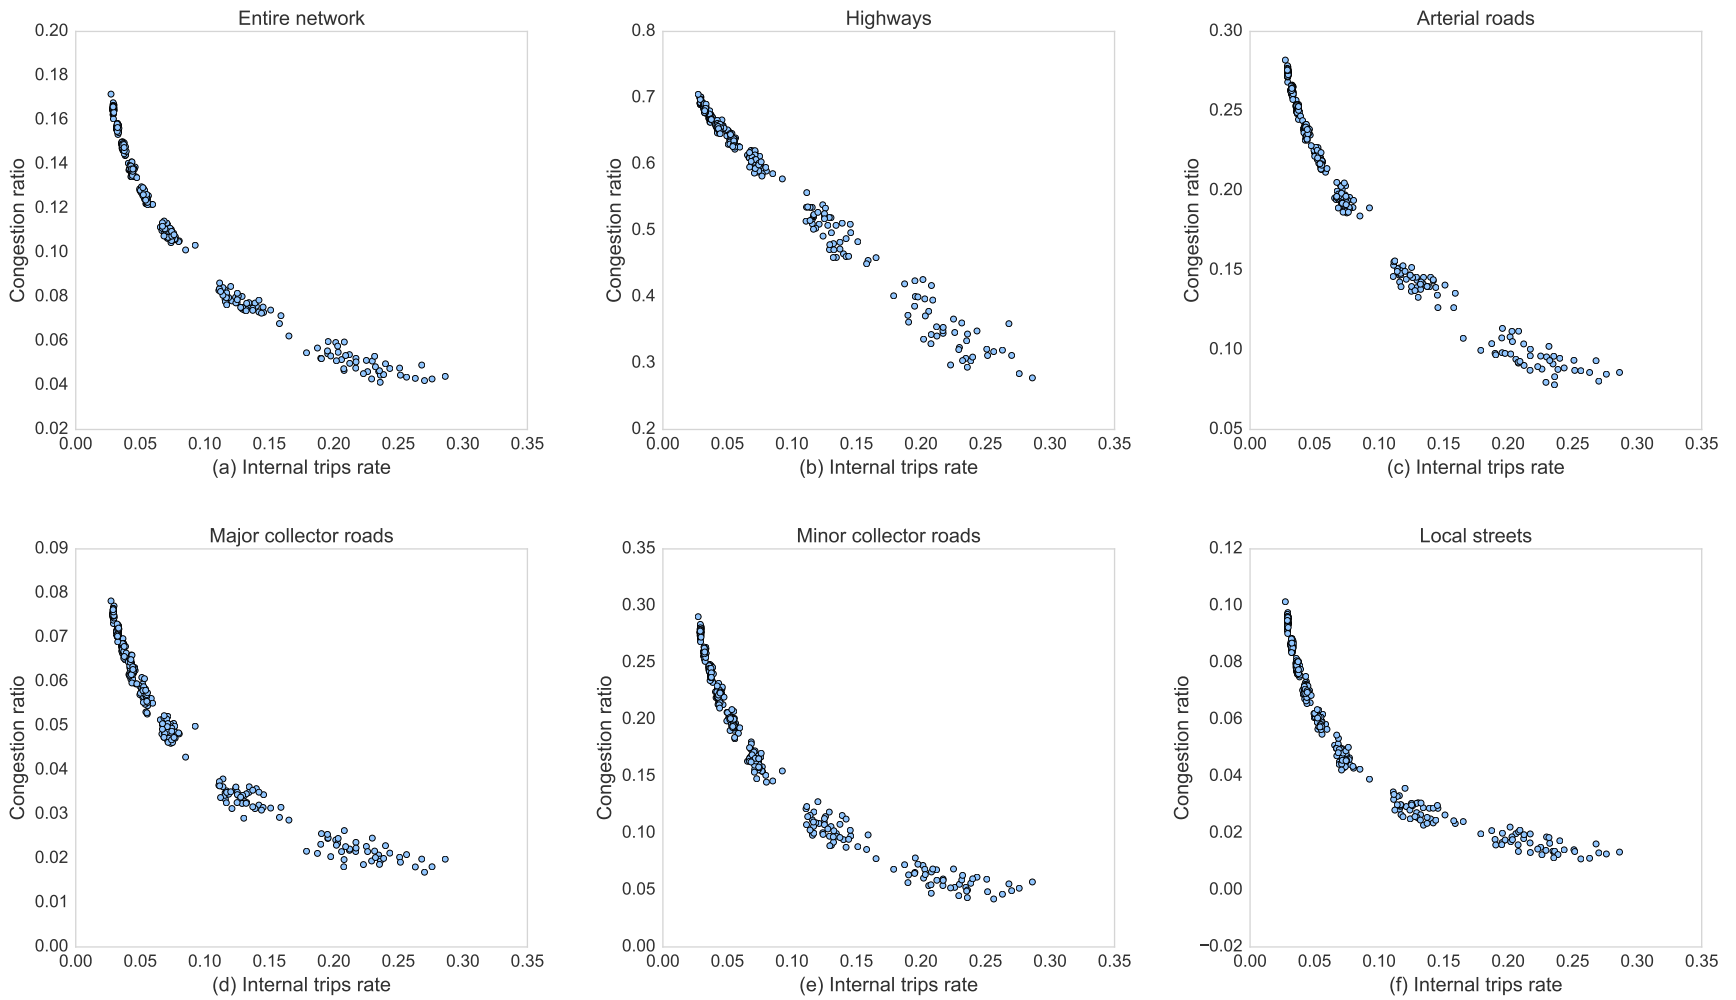 Entire network
Highways
Arterial roads
0.20
0.18
0.16
0.14
0.12
0.10
0.08
0.06
0.04
0.02
Congestion ratio
0.00 0.05 0.10 0.15 0.20 0.25 0.30 0.35
(a) Internal trips rate
0.8
0.7
0.6
0.5
0.4
0.3
0.2
Congestion ratio
0.00 0.05 0.10 0.15 0.20 0.25 0.30 0.35
(b) Internal trips rate
0.30
0.25
0.20
0.15
0.10
0.05
Congestion ratio
0.00 0.05 0.10 0.15 0.20 0.25 0.30 0.35
(c) Internal trips rate
Major collector roads
Minor collector roads
Local streets
0.09
0.08
0.07
0.06
0.05
0.04
0.03
0.02
0.01
0.00
Congestion ratio
0.00 0.05 0.10 0.15 0.20 0.25 0.30 0.35
(d) Internal trips rate
0.35
0.30
0.25
0.20
0.15
0.10
0.05
0.00
Congestion ratio
0.00 0.05 0.10 0.15 0.20 0.25 0.30 0.35
(e) Internal trips rate
0.12
0.10
0.08
0.06
0.04
0.02
0.00
−0.02
Congestion ratio
0.00 0.05 0.10 0.15 0.20 0.25 0.30 0.35
(f) Internal trips rate